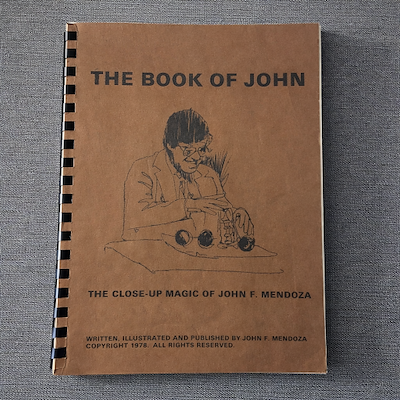 THE BOOK OF JOHN
THE CLOSE-UP MAGIC OF JOHN F. MENDOZA
WRITTEN, ILLUSTRATED AND PUBLISHED BY JOHN F. MENDOZA
COPYRIGHT 1978. ALL RIGHTS RESERVED.